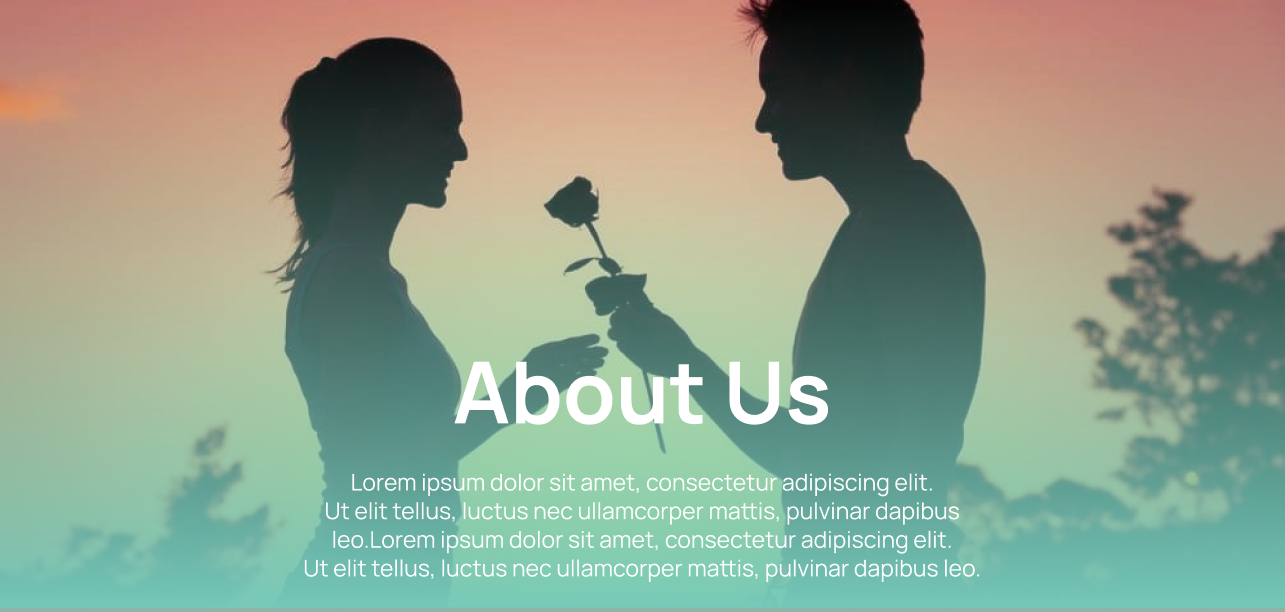 About Us
Lorem ipsum dolor sit amet, consectetur adipiscing elit.
Ut elit tellus, luctus nec ullamcorper mattis, pulvinar dapibus
leo.Lorem ipsum dolor sit amet, consectetur adipiscing elit.
Ut elit tellus, luctus nec ullamcorper mattis, pulvinar dapibus leo.